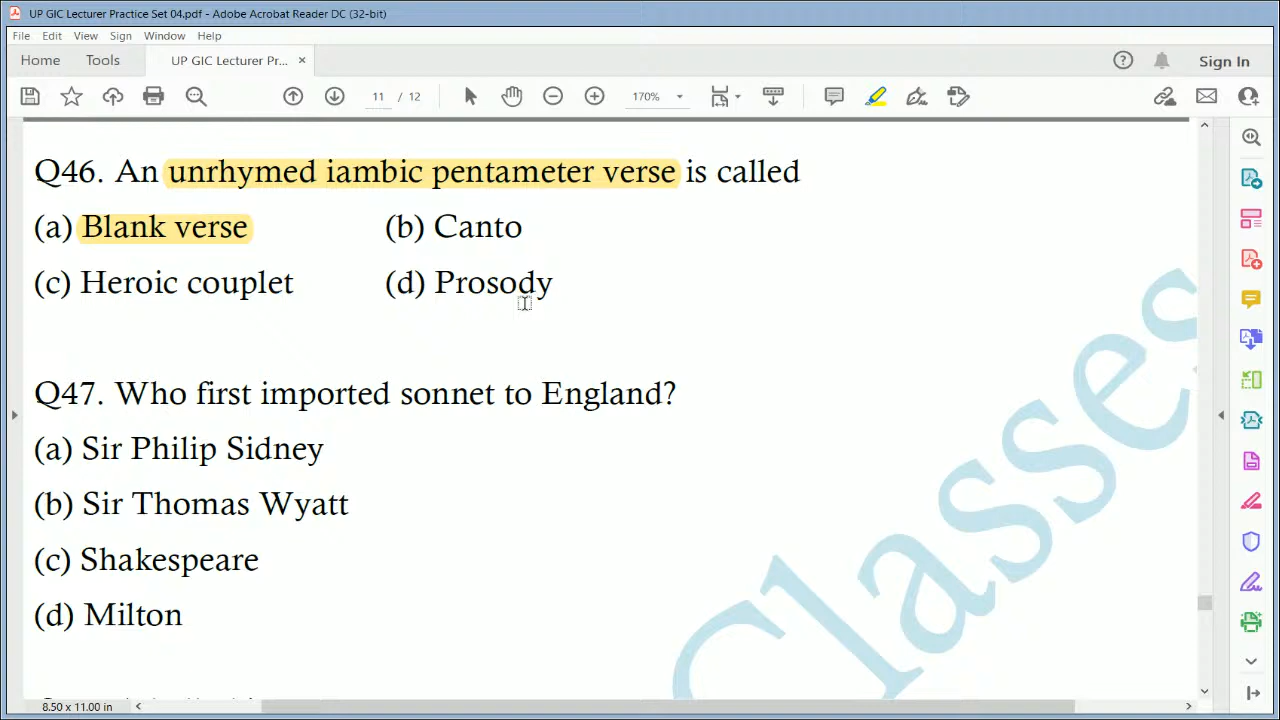 UP GIC Lecturer Practice Set 04.pdf - Adobe Acrobat Reader DC (32-bit)
File Edit View Sign Window Help
Home Tools UP GIC Lecturer Pr... × Sign In
11 / 12 170%
Q46. An unrhymed iambic pentameter verse is called
(a) Blank verse (b) Canto
(c) Heroic couplet (d) Prosody
Q47. Who first imported sonnet to England?
(a) Sir Philip Sidney
(b) Sir Thomas Wyatt
(c) Shakespeare
(d) Milton
Classes
8.50 x 11.00 in